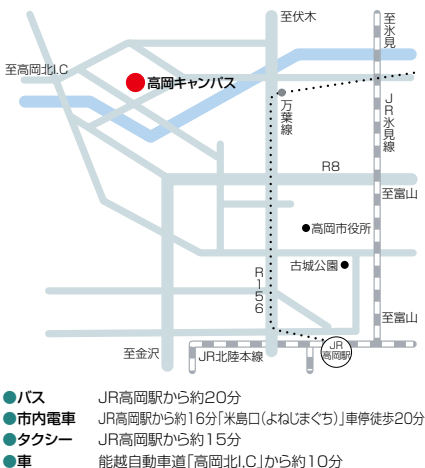 至伏木
至氷見
至高岡北I.C
高岡キャンパス
万葉線
JR氷見線
R8
至富山
高岡市役所
古城公園
R156
至富山
至金沢
JR北陸本線
JR
高岡駅
●バス JR高岡駅から約20分
●市内電車 JR高岡駅から約16分「米島口(よねじまぐち)」車停徒歩20分
●タクシー JR高岡駅から約15分
●車 能越自動車道「高岡北I.C」から約10分